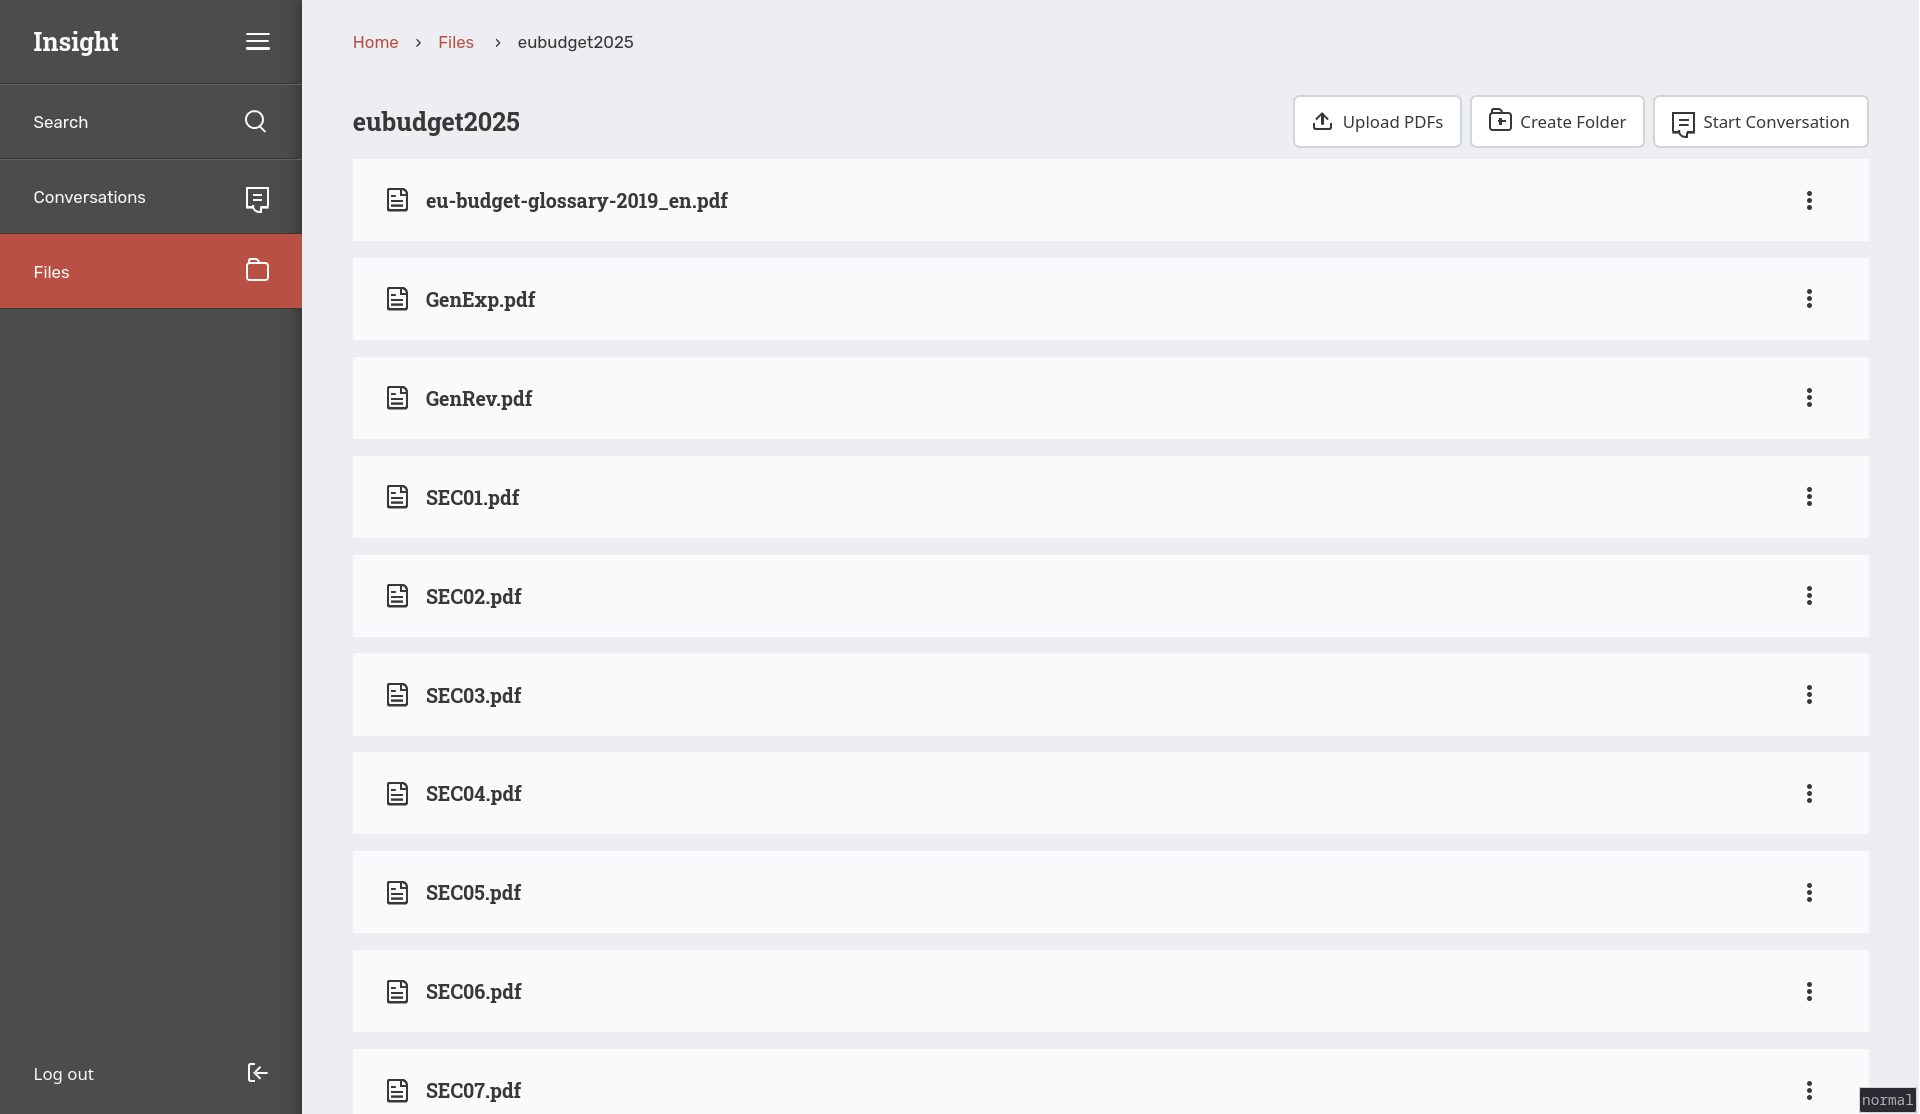 Insight
Search
Conversations
Files
Log out
Home > Files > eubudget2025
eubudget2025
Upload PDFs
Create Folder
Start Conversation
eu-budget-glossary-2019_en.pdf
GenExp.pdf
GenRev.pdf
SEC01.pdf
SEC02.pdf
SEC03.pdf
SEC04.pdf
SEC05.pdf
SEC06.pdf
SEC07.pdf
normal